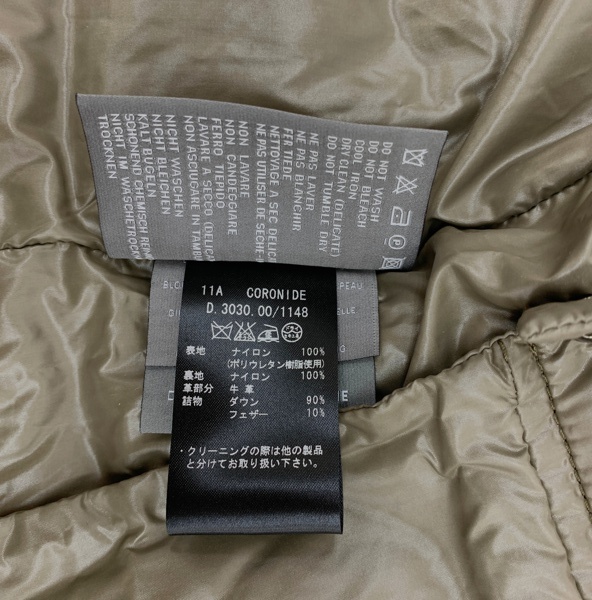 DO NOT WASH
DO NOT BLEACH
COOL IRON
DRY CLEAN (DELICATE)
DO NOT TUMBLE DRY
NE PAS LAVER
NE PAS BLANCHIR
FER TIEDE
NETTOYAGE A SEC DELICA
NE PAS UTILISER DE SECHE-
NON LAVARE
NON CANDEGGIARE
FERRO TIEPIDO
LAVARE A SECCO (DELICA
NON ASCIUGARE IN TAMBU
NICHT WASCHEN
NICHT BLEICHEN
KALT BUGELN
SCHONEND CHEMISCH REIN
NICHT IM WASCHETROCK
TROCKNEN
11A CORONIDE
D.3030.00/1148
表地 ナイロン 100%
(ポリウレタン樹脂使用)
裏地 ナイロン 100%
革部分 牛革
詰物 ダウン 90%
フェザー 10%
・クリーニングの際は他の製品
と分けてお取り扱い下さい。